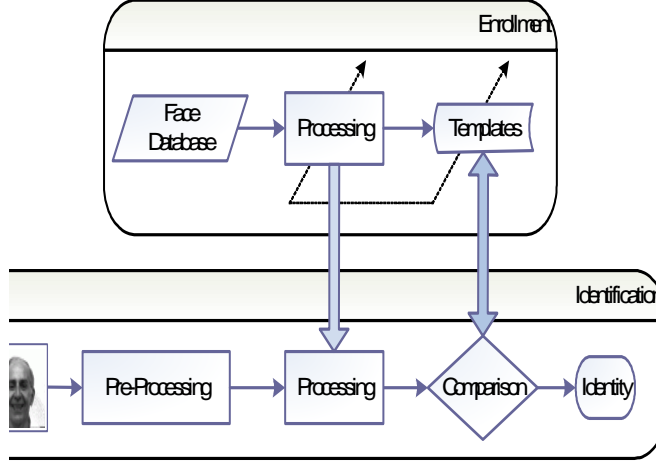 Enrollment
Face
Database
Processing
Templates
Identification
Pre-Processing
Processing
Comparison
Identity